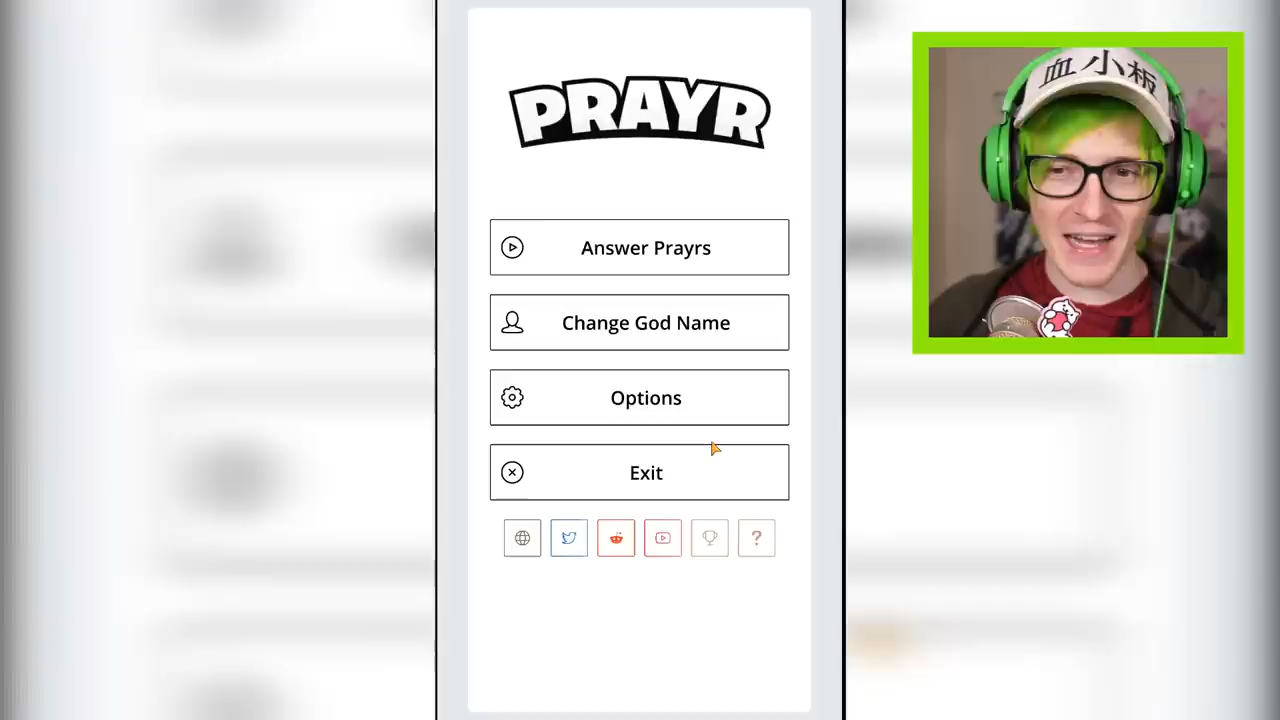 PRAYR
血小板
Answer Prayrs
Change God Name
Options
Exit
?